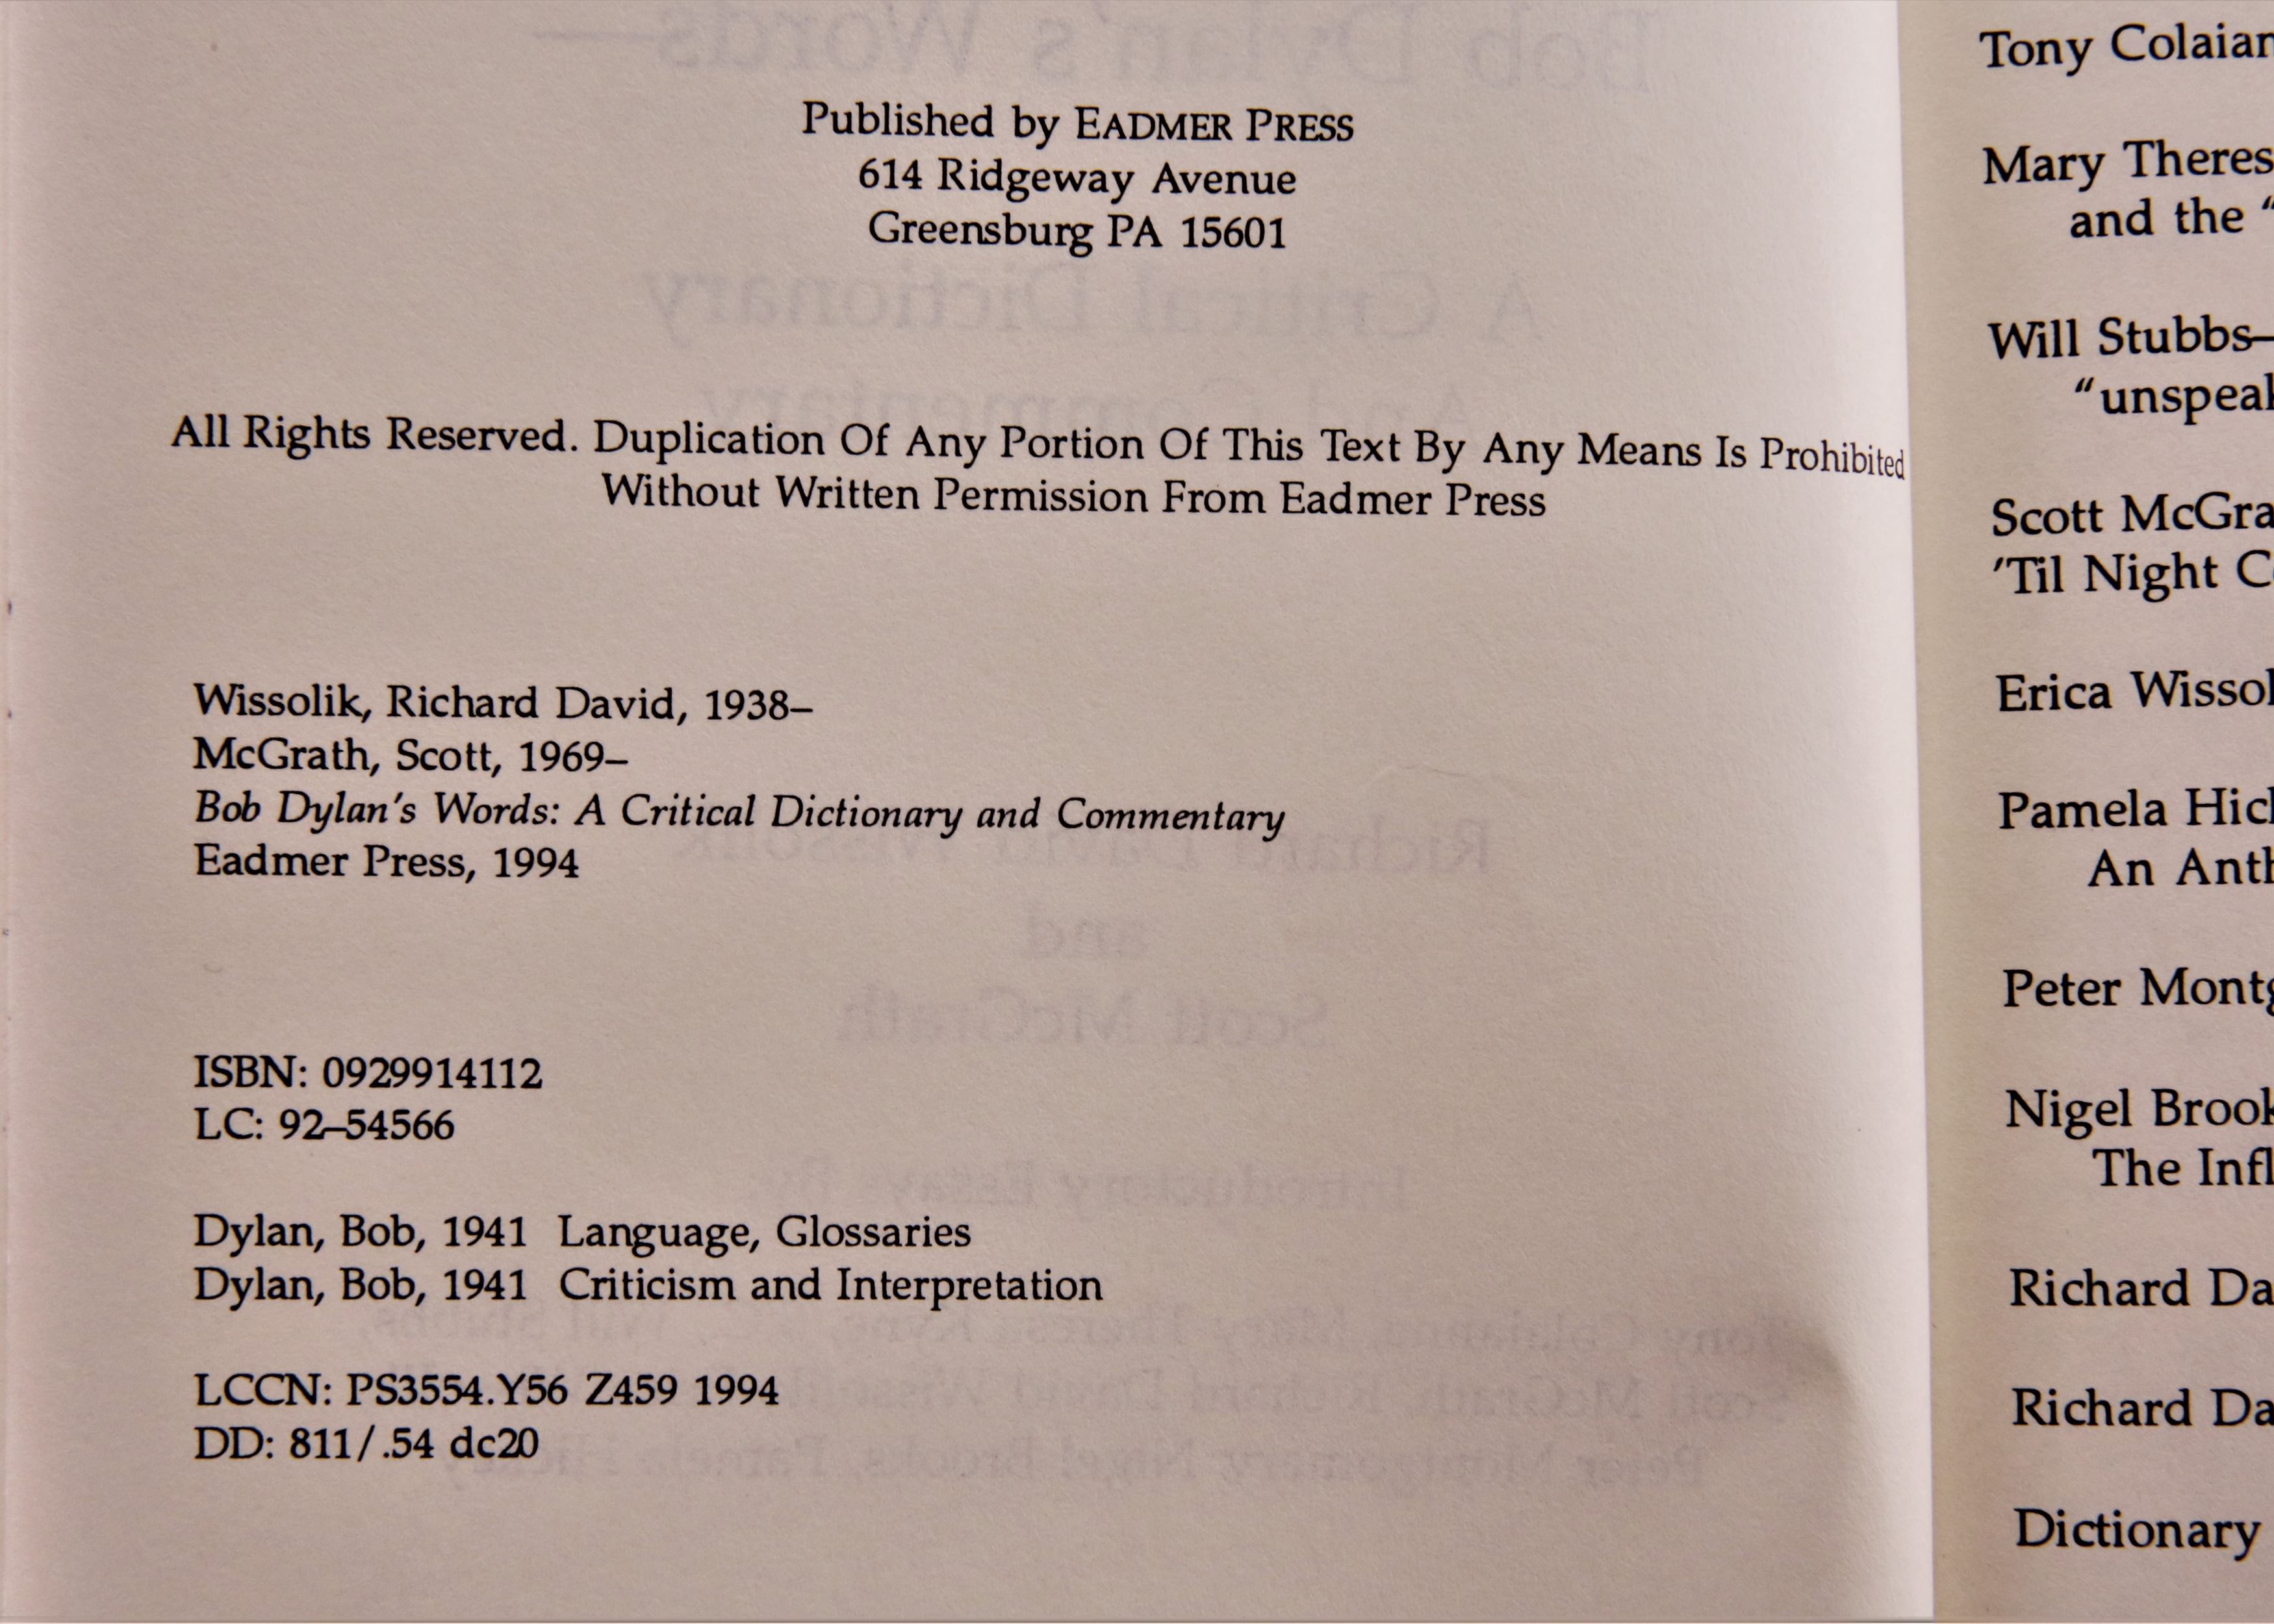 Published by EADMER PRESS
614 Ridgeway Avenue
Greensburg PA 15601
All Rights Reserved. Duplication Of Any Portion Of This Text By Any Means Is Prohibited
Without Written Permission From Eadmer Press
Wissolik, Richard David, 1938–
McGrath, Scott, 1969–
Bob Dylan's Words: A Critical Dictionary and Commentary
Eadmer Press, 1994
ISBN: 0929914112
LC: 92–54566
Dylan, Bob, 1941 Language, Glossaries
Dylan, Bob, 1941 Criticism and Interpretation
LCCN: PS3554.Y56 Z459 1994
DD: 811/.54 dc20
Tony
Mary
and the “
Will Stubbs—
Scott
'Til Night
Erica
Pamela
An
Peter
Nigel
The
Richard
Richard
Dictionary